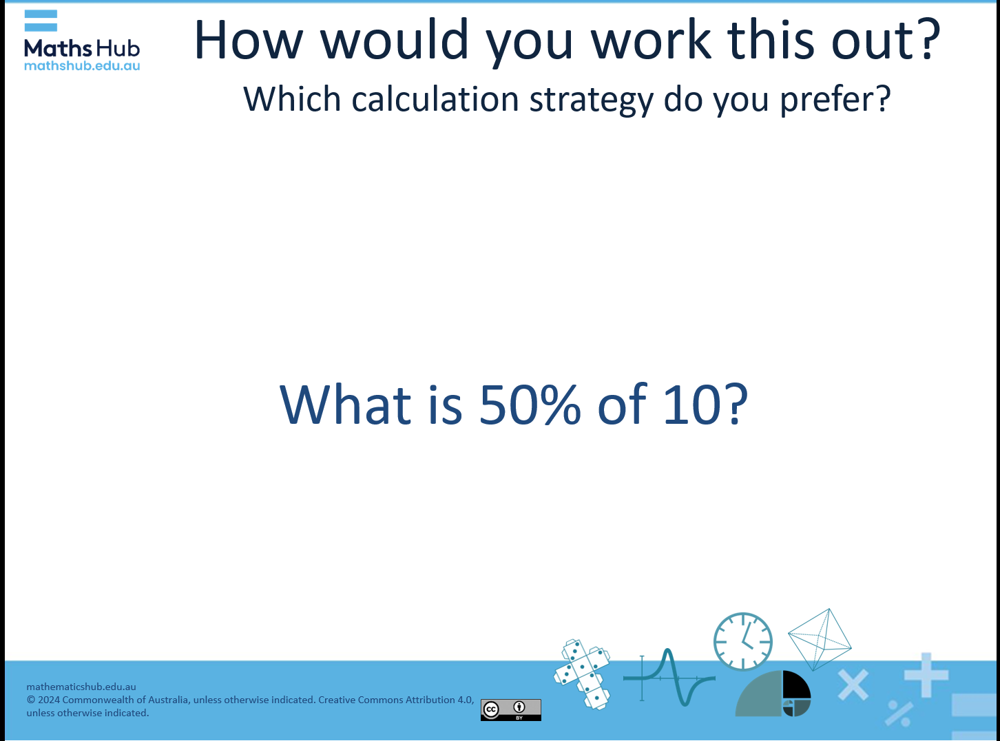 Maths Hub
mathshub.edu.au
How would you work this out?
Which calculation strategy do you prefer?
What is 50% of 10?
mathematicshub.edu.au
© 2024 Commonwealth of Australia, unless otherwise indicated. Creative Commons Attribution 4.0,
unless otherwise indicated.
cc
BY